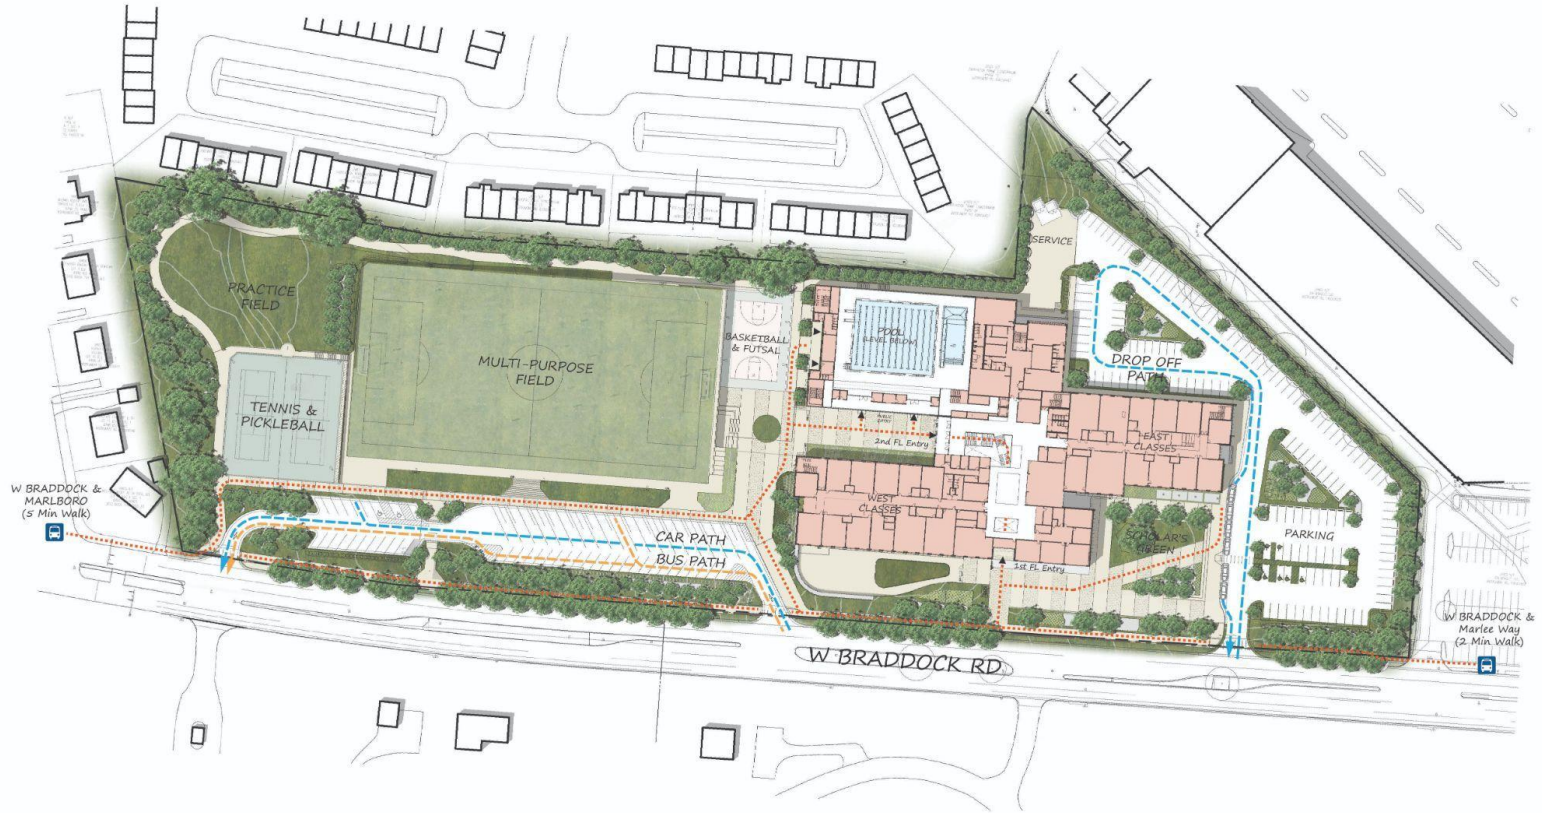 SERVICE
PRACTICE
FIELD
MULTI-PURPOSE
FIELD
BASKETBALL
& FUTSAL
POOL
(LEVEL BELOW)
DROP OFF
PATH
TENNIS &
PICKLEBALL
2nd FL Entry
EAST
CLASSES
WEST
CLASSES
W BRADDOCK &
MARLBORO
(5 Min Walk)
CAR PATH
BUS PATH
SCHOLAR'S
GREEN
PARKING
1st FL Entry
W BRADDOCK &
Marlee Way
(2 Min Walk)
W BRADDOCK RD